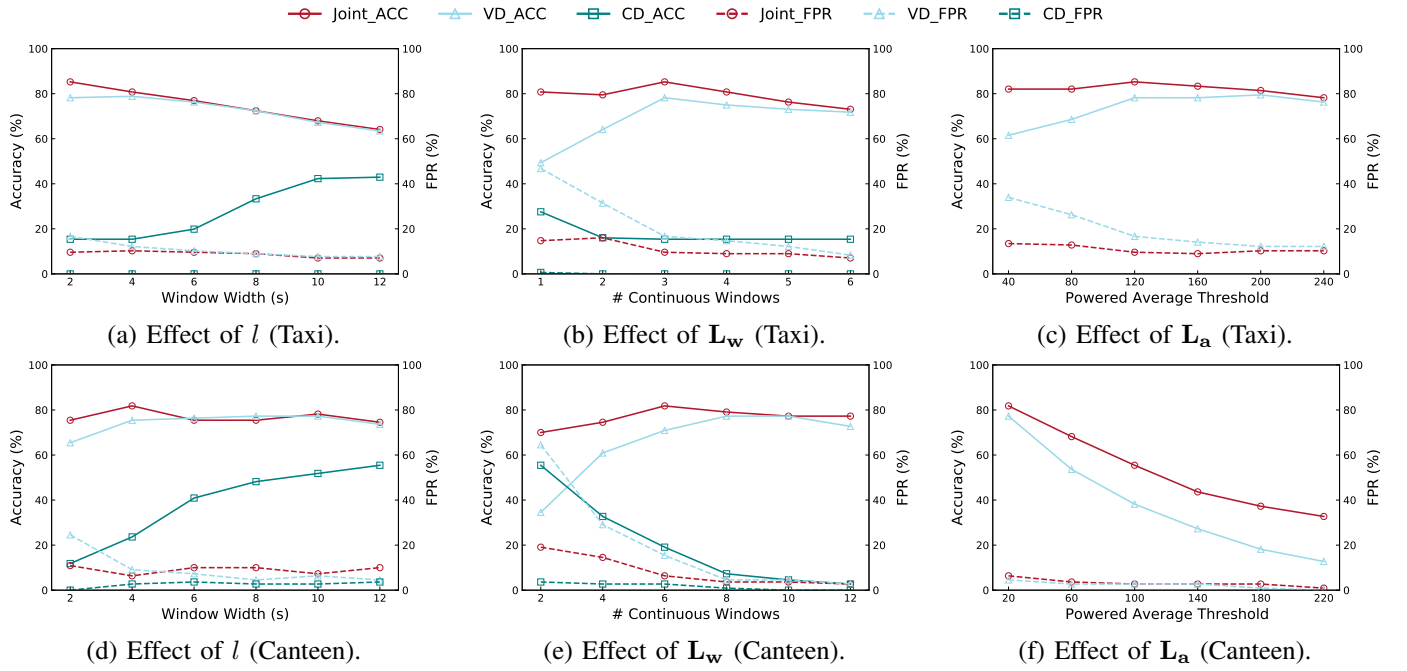 Joint_ACC VD_ACC CD_ACC Joint_FPR VD_FPR CD_FPR
100 80 60 40 20 0
Accuracy (%)
2 4 6 8 10 12
Window Width (s)
100 80 60 40 20 0
FPR (%)
(a) Effect of l (Taxi).
100 80 60 40 20 0
Accuracy (%)
1 2 3 4 5 6
# Continuous Windows
100 80 60 40 20 0
FPR (%)
(b) Effect of L_w (Taxi).
100 80 60 40 20 0
Accuracy (%)
40 80 120 160 200 240
Powered Average Threshold
100 80 60 40 20 0
FPR (%)
(c) Effect of L_a (Taxi).
100 80 60 40 20 0
Accuracy (%)
2 4 6 8 10 12
Window Width (s)
100 80 60 40 20 0
FPR (%)
(d) Effect of l (Canteen).
100 80 60 40 20 0
Accuracy (%)
2 4 6 8 10 12
# Continuous Windows
100 80 60 40 20 0
FPR (%)
(e) Effect of L_w (Canteen).
100 80 60 40 20 0
Accuracy (%)
20 60 100 140 180 220
Powered Average Threshold
100 80 60 40 20 0
FPR (%)
(f) Effect of L_a (Canteen).